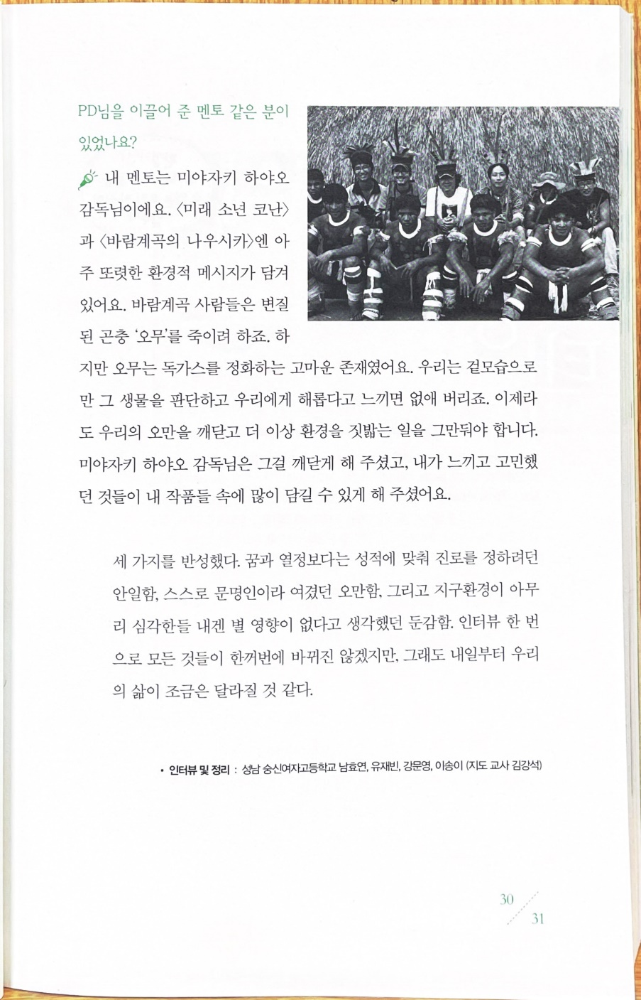 PD님을 이끌어 준 멘토 같은 분이
있었나요?
내 멘토는 미야자키 하야오
감독님이에요. 〈미래 소년 코난〉
과 〈바람계곡의 나우시카〉엔 아
주 또렷한 환경적 메시지가 담겨
있어요. 바람계곡 사람들은 변질
된 곤충 ‘오무’를 죽이려 하죠. 하
지만 오무는 독가스를 정화하는 고마운 존재였어요. 우리는 겉모습으로
만 그 생물을 판단하고 우리에게 해롭다고 느끼면 없애 버리죠. 이제라
도 우리의 오만을 깨닫고 더 이상 환경을 짓밟는 일을 그만둬야 합니다.
미야자키 하야오 감독님은 그걸 깨닫게 해 주셨고, 내가 느끼고 고민했
던 것들이 내 작품들 속에 많이 담길 수 있게 해 주셨어요.
세 가지를 반성했다. 꿈과 열정보다는 성적에 맞춰 진로를 정하려던
안일함, 스스로 문명인이라 여겼던 오만함, 그리고 지구환경이 아무
리 심각한들 내겐 별 영향이 없다고 생각했던 둔감함. 인터뷰 한 번
으로 모든 것들이 한꺼번에 바뀌진 않겠지만, 그래도 내일부터 우리
의 삶이 조금은 달라질 것 같다.
• 인터뷰 및 정리 : 성남 숭신여자고등학교 남효연, 유재빈, 강문영, 이송이 (지도 교사 김강석)
30
31